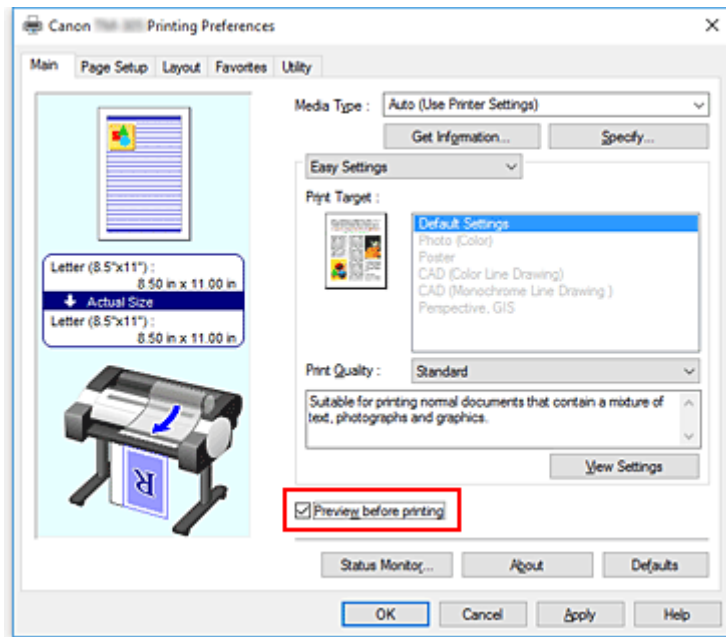 Canon Printing Preferences
Main
Page Setup
Layout
Favorites
Utility
Media Type :
Auto (Use Printer Settings)
Get Information...
Specify...
Easy Settings
Print Target :
Default Settings
Photo (Color)
Poster
CAD (Color Line Drawing)
CAD (Monochrome Line Drawing )
Perspective, GIS
Letter (8.5"x11") :
8.50 in x 11.00 in
Actual Size
Letter (8.5"x11") :
8.50 in x 11.00 in
R
Print Quality :
Standard
Suitable for printing normal documents that contain a mixture of
text, photographs and graphics.
View Settings
Preview before printing
Status Monitor...
About
Defaults
OK
Cancel
Apply
Help